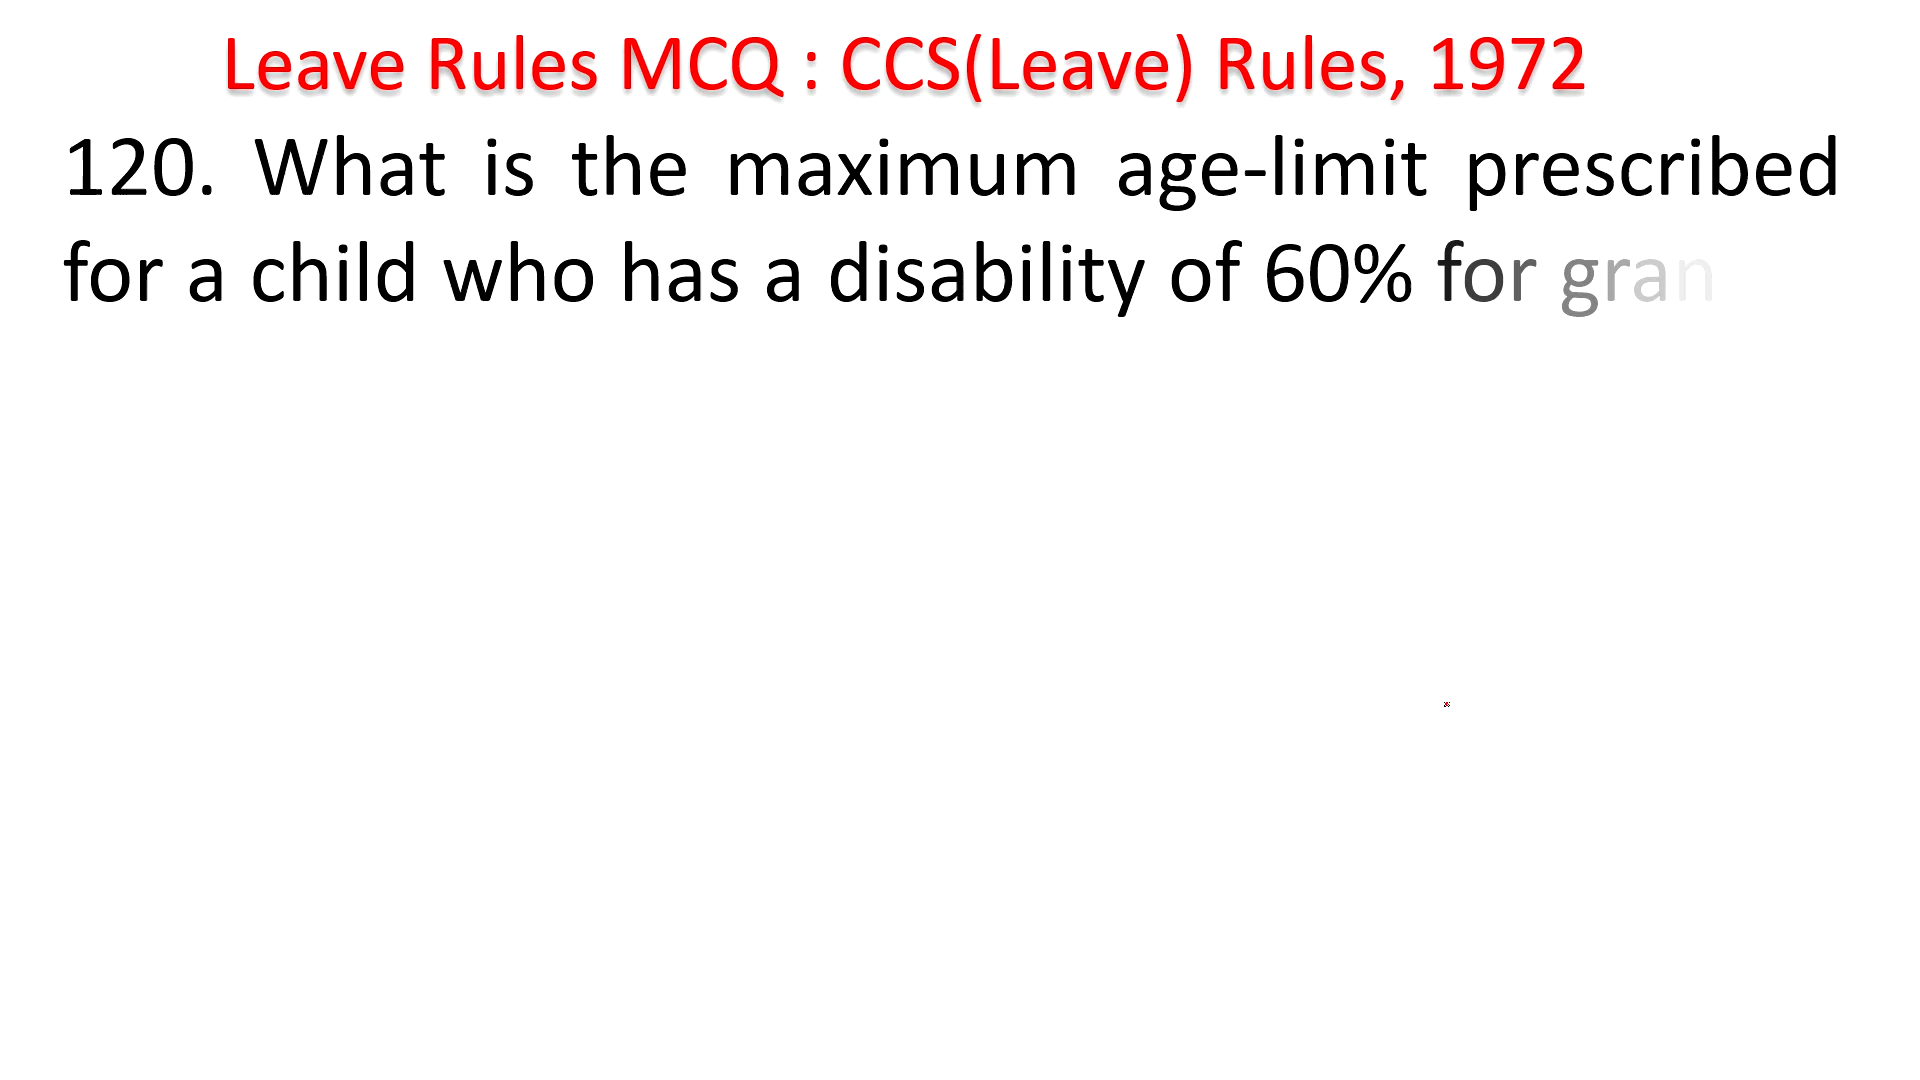 Leave Rules MCQ : CCS(Leave) Rules, 1972
120. What is the maximum age-limit prescribed
for a child who has a disability of 60% for gran